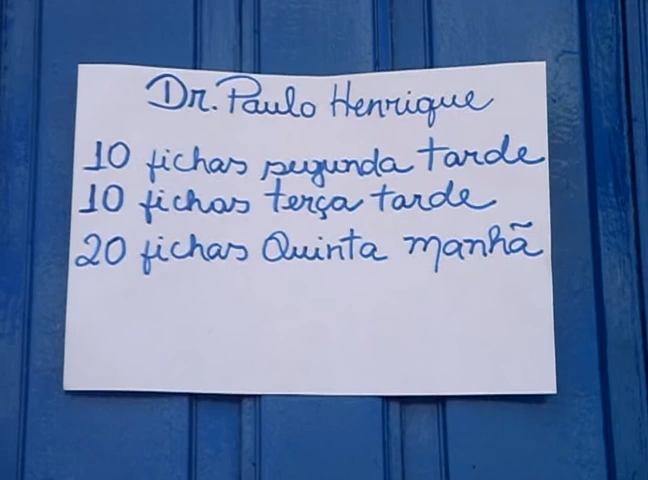 Dr. Paulo Henrique
10 fichas segunda tarde
10 fichas terça tarde
20 fichas Quinta manhã